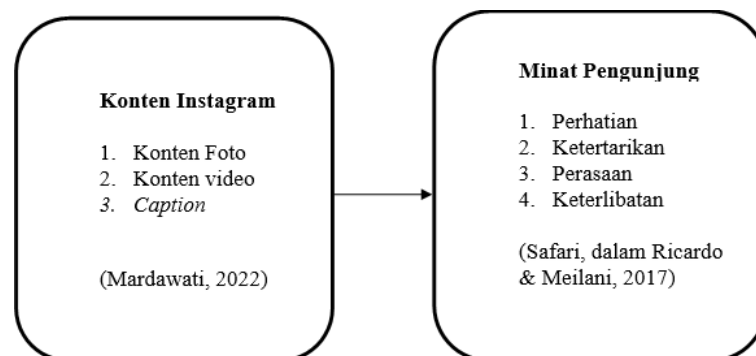 Konten Instagram
1. Konten Foto
2. Konten video
3. Caption
(Mardawati, 2022)
Minat Pengunjung
1. Perhatian
2. Ketertarikan
3. Perasaan
4. Keterlibatan
(Safari, dalam Ricardo
& Meilani, 2017)